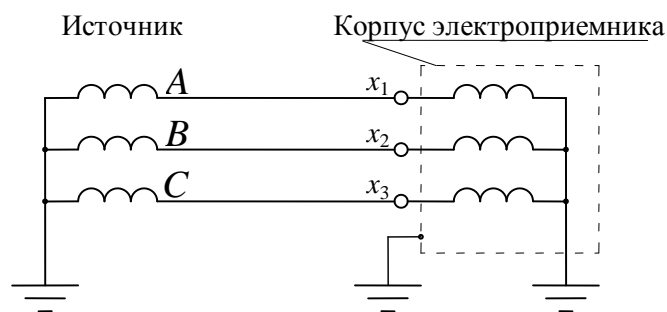 Источник
Корпус электроприемника
A
x1
B
x2
C
x3